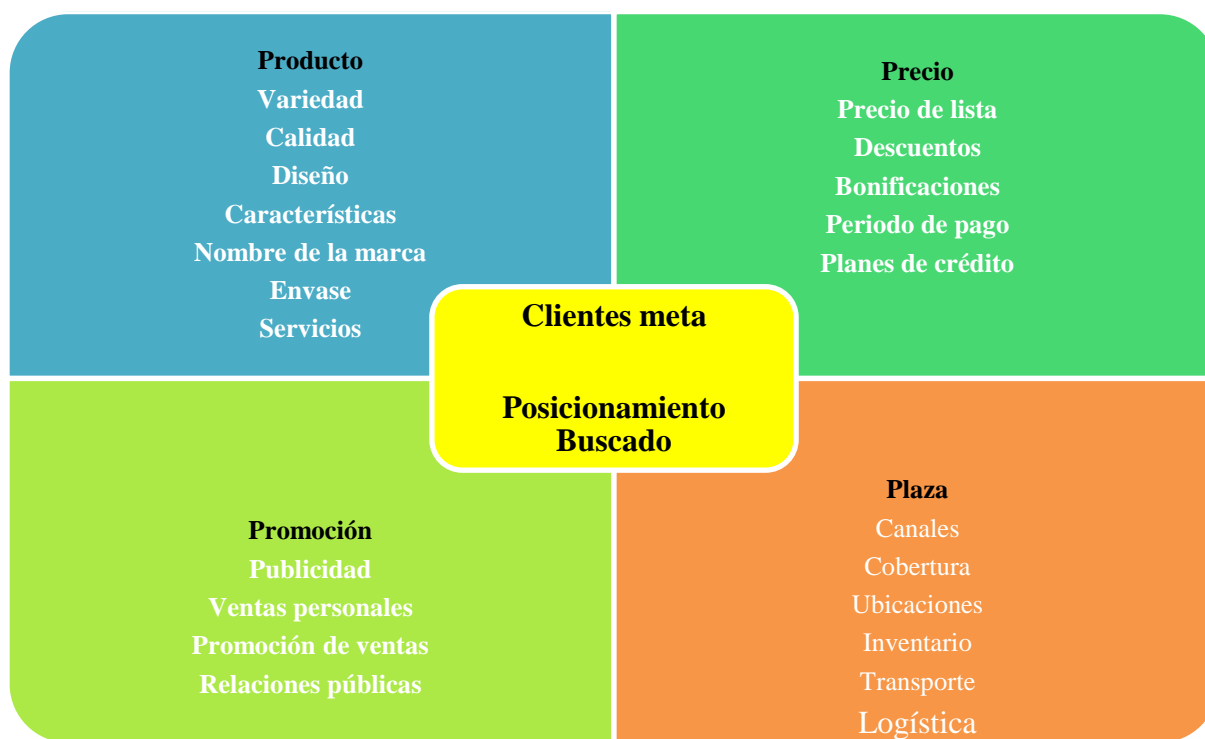 Producto
Variedad
Calidad
Diseño
Características
Nombre de la marca
Envase
Servicios
Precio
Precio de lista
Descuentos
Bonificaciones
Periodo de pago
Planes de crédito
Clientes meta
Posicionamiento
Buscado
Promoción
Publicidad
Ventas personales
Promoción de ventas
Relaciones públicas
Plaza
Canales
Cobertura
Ubicaciones
Inventario
Transporte
Logística